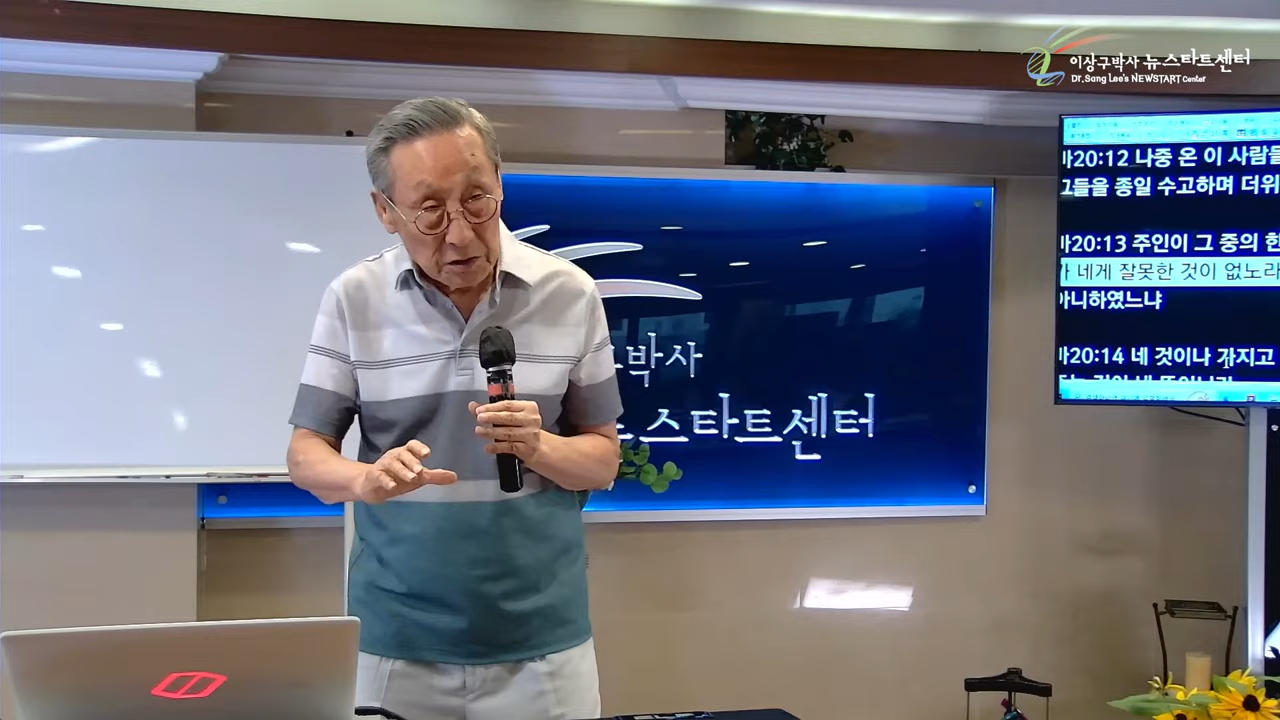 이상구박사 뉴스타트센터
Dr. Sang Lee's NEWSTART Center
마20:12 나중 온 이 사람들
그들을 종일 수고하며 더위
마20:13 주인이 그 중의 한
가 네게 잘못한 것이 없노라
아니하였느냐
마20:14 네 것이나 가지고
박사
뉴스타트센터